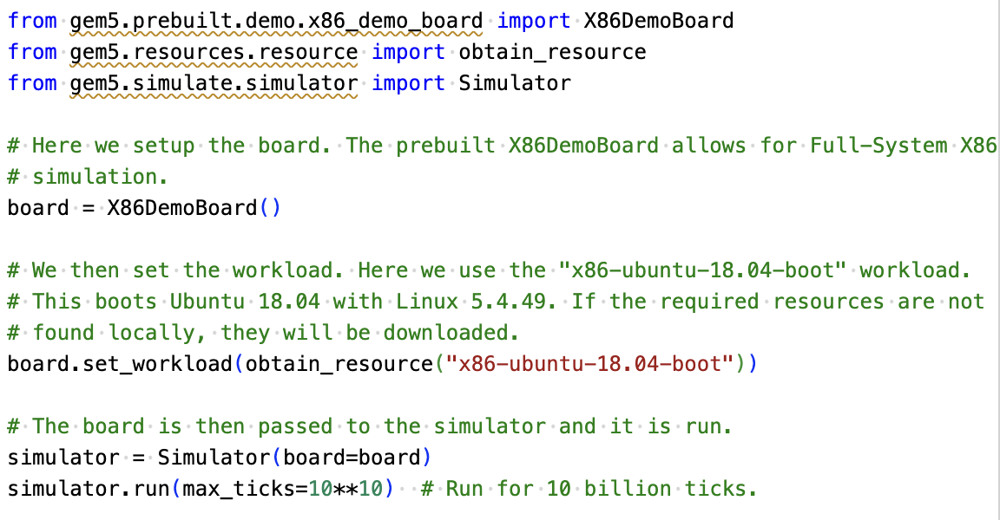 from gem5.prebuilt.demo.x86_demo_board import X86DemoBoard
from gem5.resources.resource import obtain_resource
from gem5.simulate.simulator import Simulator
# Here we setup the board. The prebuilt X86DemoBoard allows for Full-System X86
# simulation.
board = X86DemoBoard()
# We then set the workload. Here we use the "x86-ubuntu-18.04-boot" workload.
# This boots Ubuntu 18.04 with Linux 5.4.49. If the required resources are not
# found locally, they will be downloaded.
board.set_workload(obtain_resource("x86-ubuntu-18.04-boot"))
# The board is then passed to the simulator and it is run.
simulator = Simulator(board=board)
simulator.run(max_ticks=10**10)  # Run for 10 billion ticks.